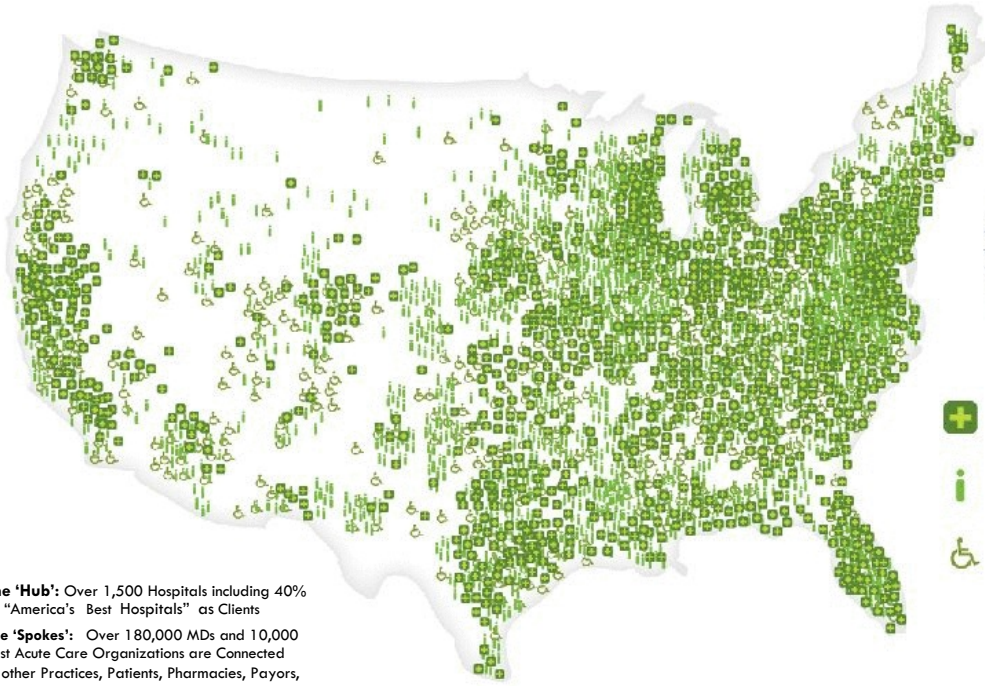 ne ‘Hub’: Over 1,500 Hospitals including 40%
“America’s Best Hospitals” as Clients
e ‘Spokes’: Over 180,000 MDs and 10,000
st Acute Care Organizations are Connected
other Practices, Patients, Pharmacies, Payors,